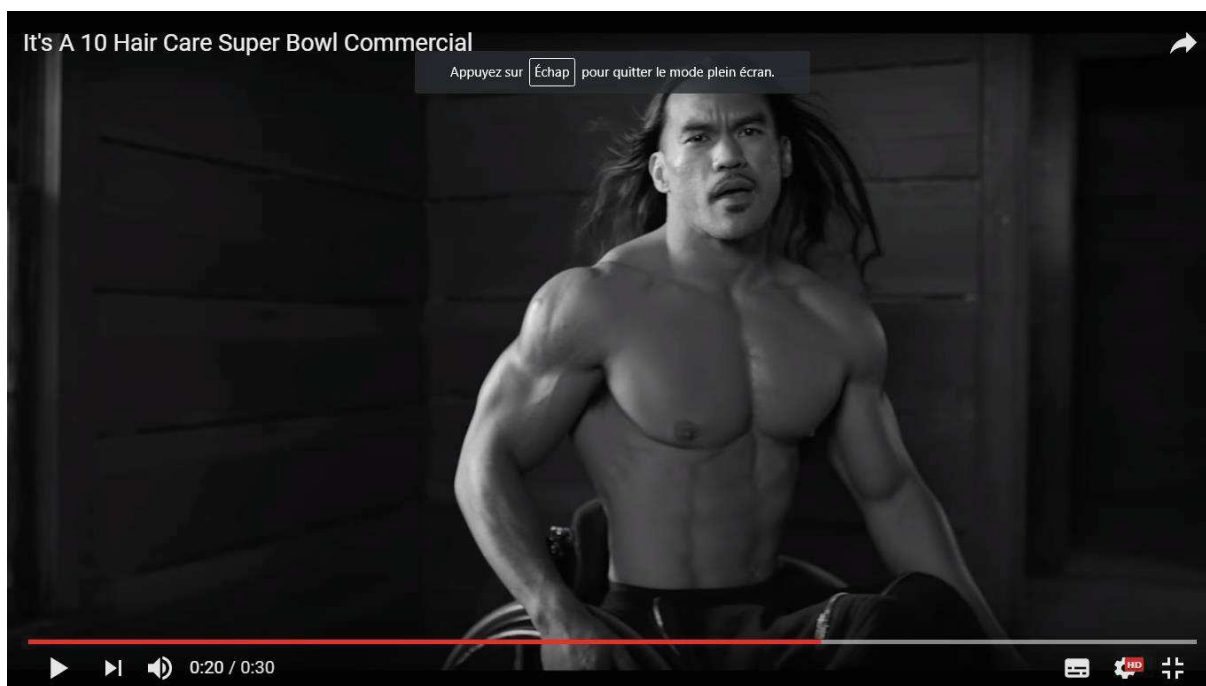 It's A 10 Hair Care Super Bowl Commercial
Appuyez sur Échap pour quitter le mode plein écran.
0:20 / 0:30
HD